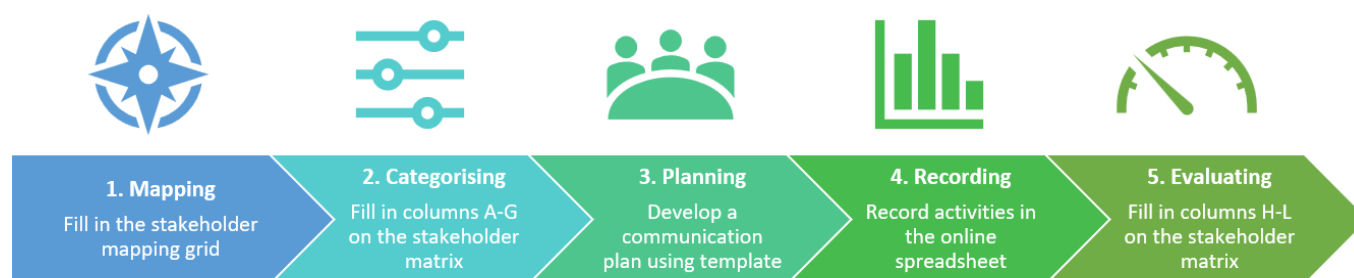 1. Mapping
Fill in the stakeholder
mapping grid
2. Categorising
Fill in columns A-G
on the stakeholder
matrix
3. Planning
Develop a
communication
plan using template
4. Recording
Record activities in
the online
spreadsheet
5. Evaluating
Fill in columns H-L
on the stakeholder
matrix